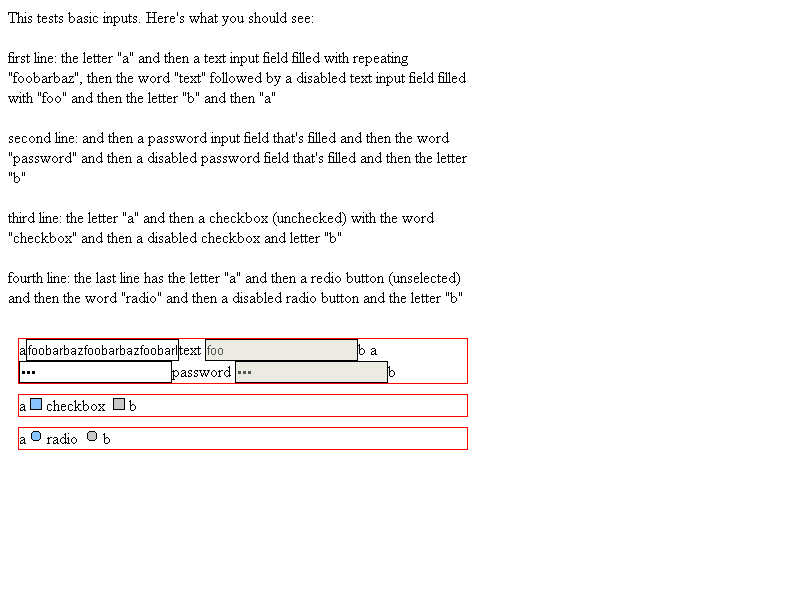 This tests basic inputs. Here's what you should see:
first line: the letter "a" and then a text input field filled with repeating
"foobarbaz", then the word "text" followed by a disabled text input field filled
with "foo" and then the letter "b" and then "a"
second line: and then a password input field that's filled and then the word
"password" and then a disabled password field that's filled and then the letter
"b"
third line: the letter "a" and then a checkbox (unchecked) with the word
"checkbox" and then a disabled checkbox and letter "b"
fourth line: the last line has the letter "a" and then a redio button (unselected)
and then the word "radio" and then a disabled radio button and the letter "b"
afoobarbazfoobarbazfoobarltext foo b a
••• password ••• b
a checkbox b
a radio b